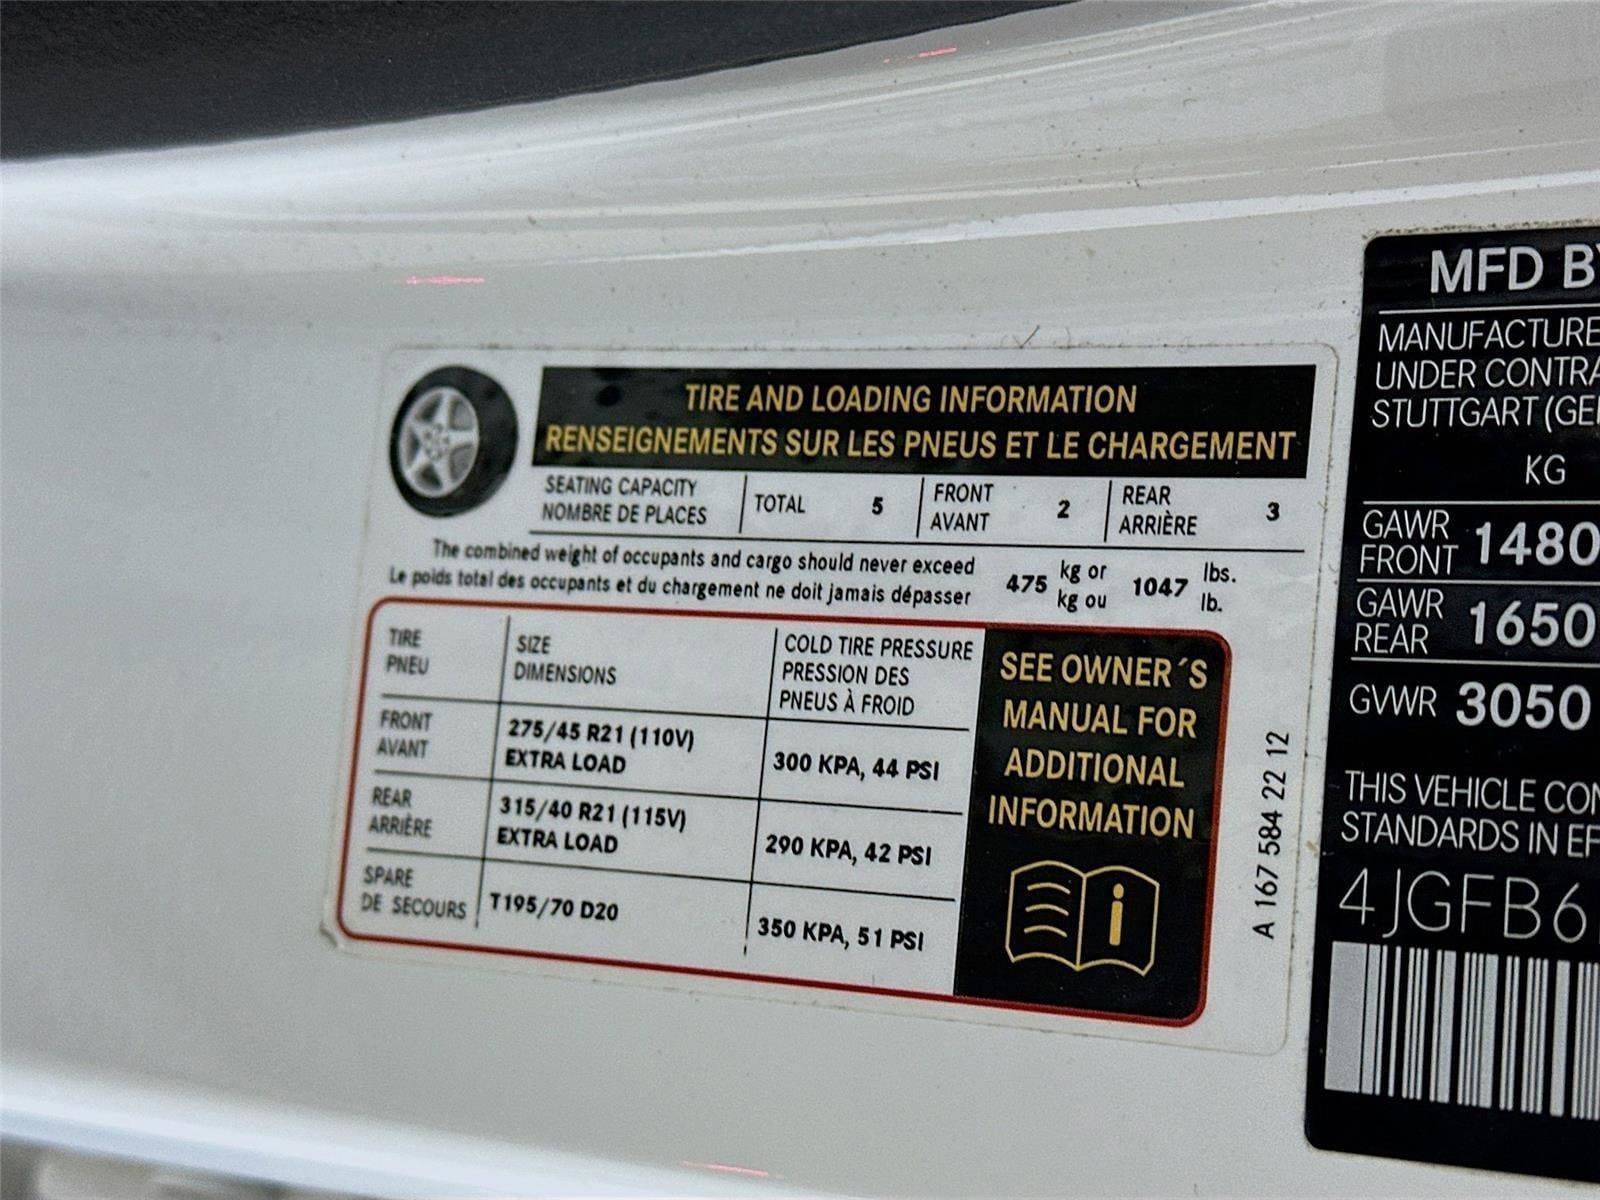 TIRE AND LOADING INFORMATION
RENSEIGNEMENTS SUR LES PNEUS ET LE CHARGEMENT
SEATING CAPACITY
NOMBRE DE PLACES
TOTAL 5
FRONT
AVANT
2
REAR
ARRIÈRE
3
The combined weight of occupants and cargo should never exceed
Le poids total des occupants et du chargement ne doit jamais dépasser
475
kg or
kg ou
1047
lbs.
lb.
TIRE
PNEU
SIZE
DIMENSIONS
COLD TIRE PRESSURE
PRESSION DES
PNEUS À FROID
FRONT
AVANT
275/45 R21 (110V)
EXTRA LOAD
300 KPA, 44 PSI
REAR
ARRIÈRE
315/40 R21 (115V)
EXTRA LOAD
290 KPA, 42 PSI
SPARE
DE SECOURS
T195/70 D20
350 KPA, 51 PSI
SEE OWNER´S
MANUAL FOR
ADDITIONAL
INFORMATION
i
A 167 584 22 12
MFD BY
MANUFACTURE
UNDER CONTRA
STUTTGART (GE
KG
GAWR
FRONT
1480
GAWR
REAR
1650
GVWR 3050
THIS VEHICLE CON
STANDARDS IN EF
4JGFB6